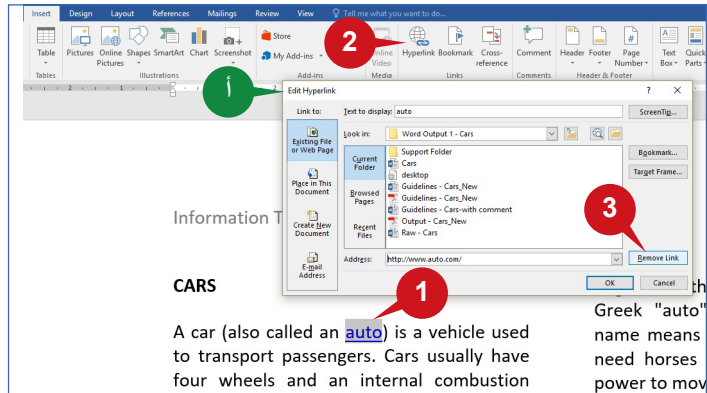 Insert Design Layout References Mailings Review View Tell me what you want to do...
Table Pictures Online Pictures Shapes SmartArt Chart Screenshot
Store
My Add-ins
Online Video
Hyperlink Bookmark Cross-reference
Comment
Header Footer Page Number
Text Box Quick Parts
Tables Illustrations Add-ins Media Links Comments Header & Footer
2
أ
2 1 2
Edit Hyperlink ? ×
Link to: Text to display: auto ScreenTip...
Existing File or Web Page
Place in This Document
Create New Document
E-mail Address
Look in: Word Output 1 - Cars
Current Folder
Browsed Pages
Recent Files
Support Folder
Cars
desktop
Guidelines - Cars_New
Guidelines - Cars_New
Guidelines - Cars-with comment
Output - Cars_New
Raw - Cars
Bookmark...
Target Frame...
3
Address: http://www.auto.com/ Remove Link
OK Cancel
Information T
1
CARS
A car (also called an auto) is a vehicle used
to transport passengers. Cars usually have
four wheels and an internal combustion
Greek "auto"
name means
need horses
power to mov